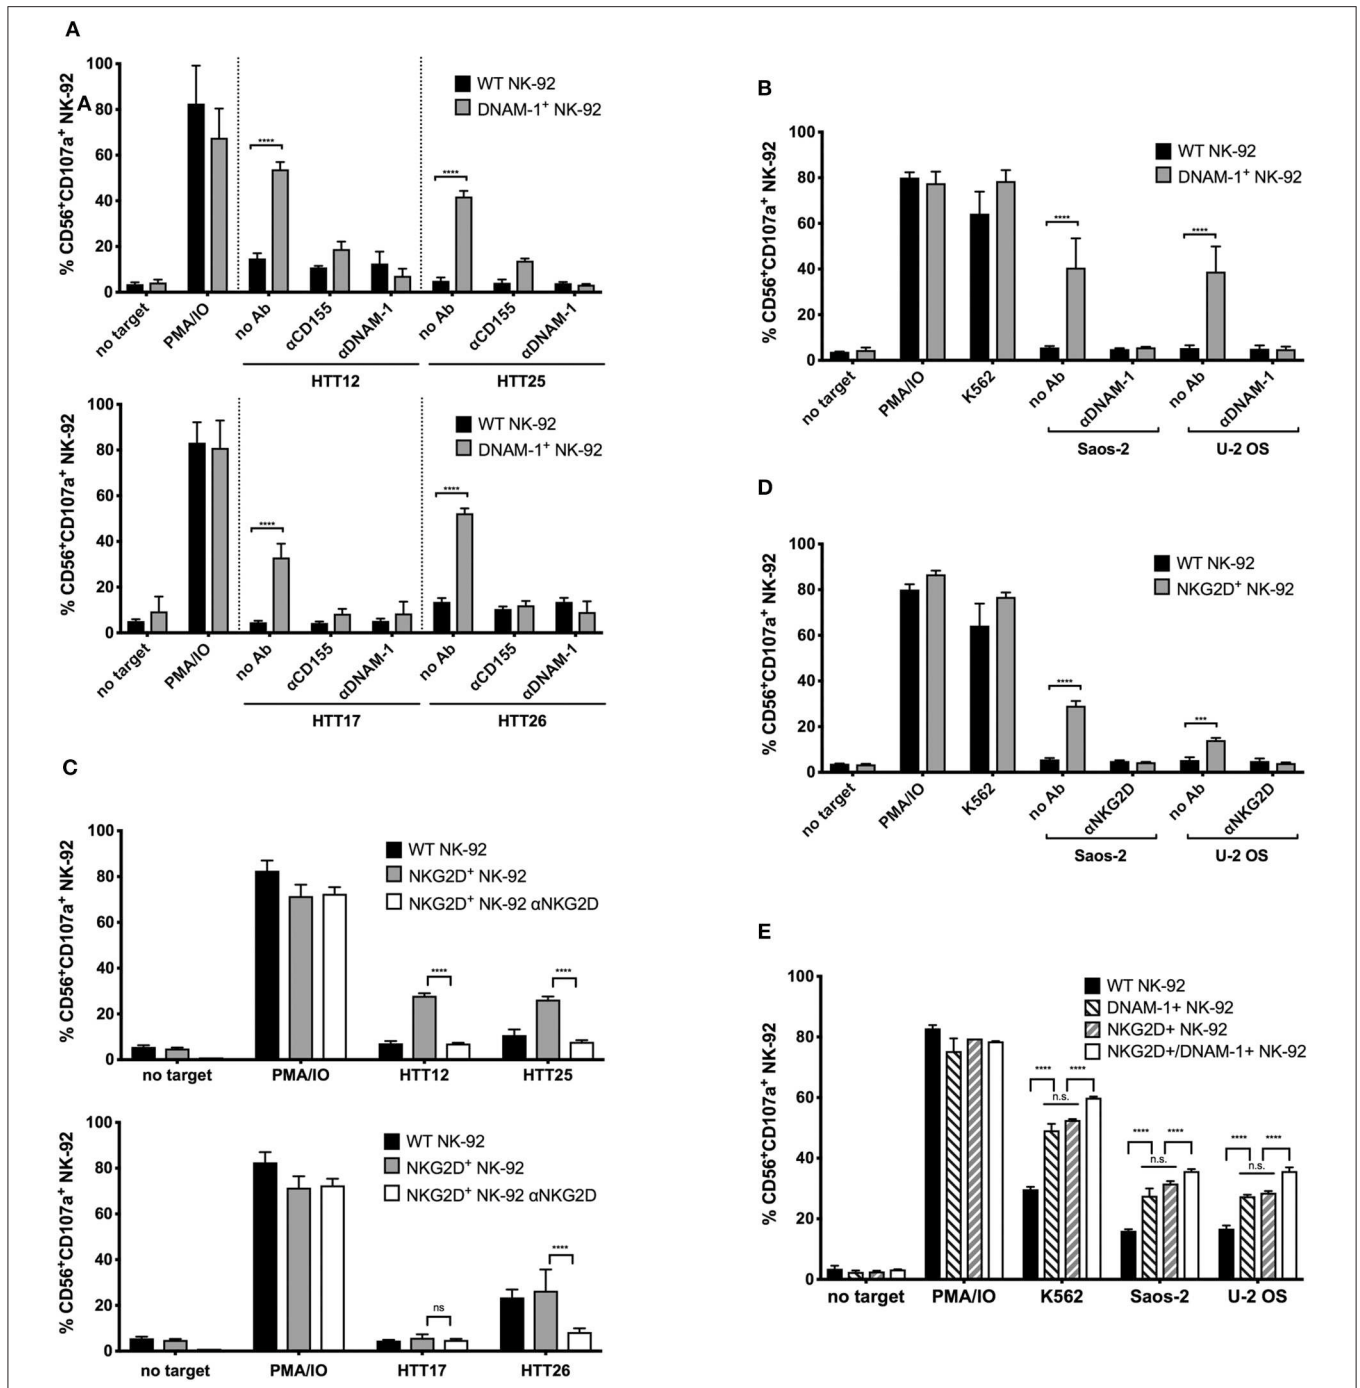 A
A
% CD56⁺CD107a⁺ NK-92
100
80
60
40
20
0
WT NK-92
DNAM-1⁺ NK-92
****
****
no target
PMA/IO
no Ab
αCD155
αDNAM-1
no Ab
αCD155
αDNAM-1
HTT12
HTT25
% CD56⁺CD107a⁺ NK-92
100
80
60
40
20
0
WT NK-92
DNAM-1⁺ NK-92
****
****
no target
PMA/IO
no Ab
αCD155
αDNAM-1
no Ab
αCD155
αDNAM-1
HTT17
HTT26
B
% CD56⁺CD107a⁺ NK-92
100
80
60
40
20
0
WT NK-92
DNAM-1⁺ NK-92
****
****
no target
PMA/IO
K562
no Ab
αDNAM-1
no Ab
αDNAM-1
Saos-2
U-2 OS
C
% CD56⁺CD107a⁺ NK-92
100
80
60
40
20
0
WT NK-92
NKG2D⁺ NK-92
NKG2D⁺ NK-92 αNKG2D
****
****
no target
PMA/IO
HTT12
HTT25
% CD56⁺CD107a⁺ NK-92
100
80
60
40
20
0
WT NK-92
NKG2D⁺ NK-92
NKG2D⁺ NK-92 αNKG2D
ns
****
no target
PMA/IO
HTT17
HTT26
D
% CD56⁺CD107a⁺ NK-92
100
80
60
40
20
0
WT NK-92
NKG2D⁺ NK-92
****
***
no target
PMA/IO
K562
no Ab
αNKG2D
no Ab
αNKG2D
Saos-2
U-2 OS
E
% CD56⁺CD107a⁺ NK-92
100
80
60
40
20
0
WT NK-92
DNAM-1+ NK-92
NKG2D+ NK-92
NKG2D+/DNAM-1+ NK-92
**** ****
n.s.
**** ****
n.s.
**** ****
n.s.
no target
PMA/IO
K562
Saos-2
U-2 OS